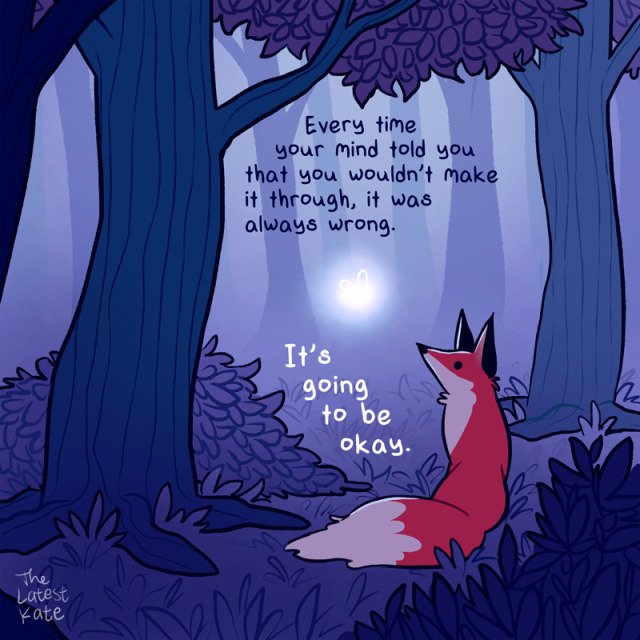 Every time
your mind told you
that you wouldn't make
it through, it was
always wrong.
It's
going
to be
okay.
The
Latest
Kate